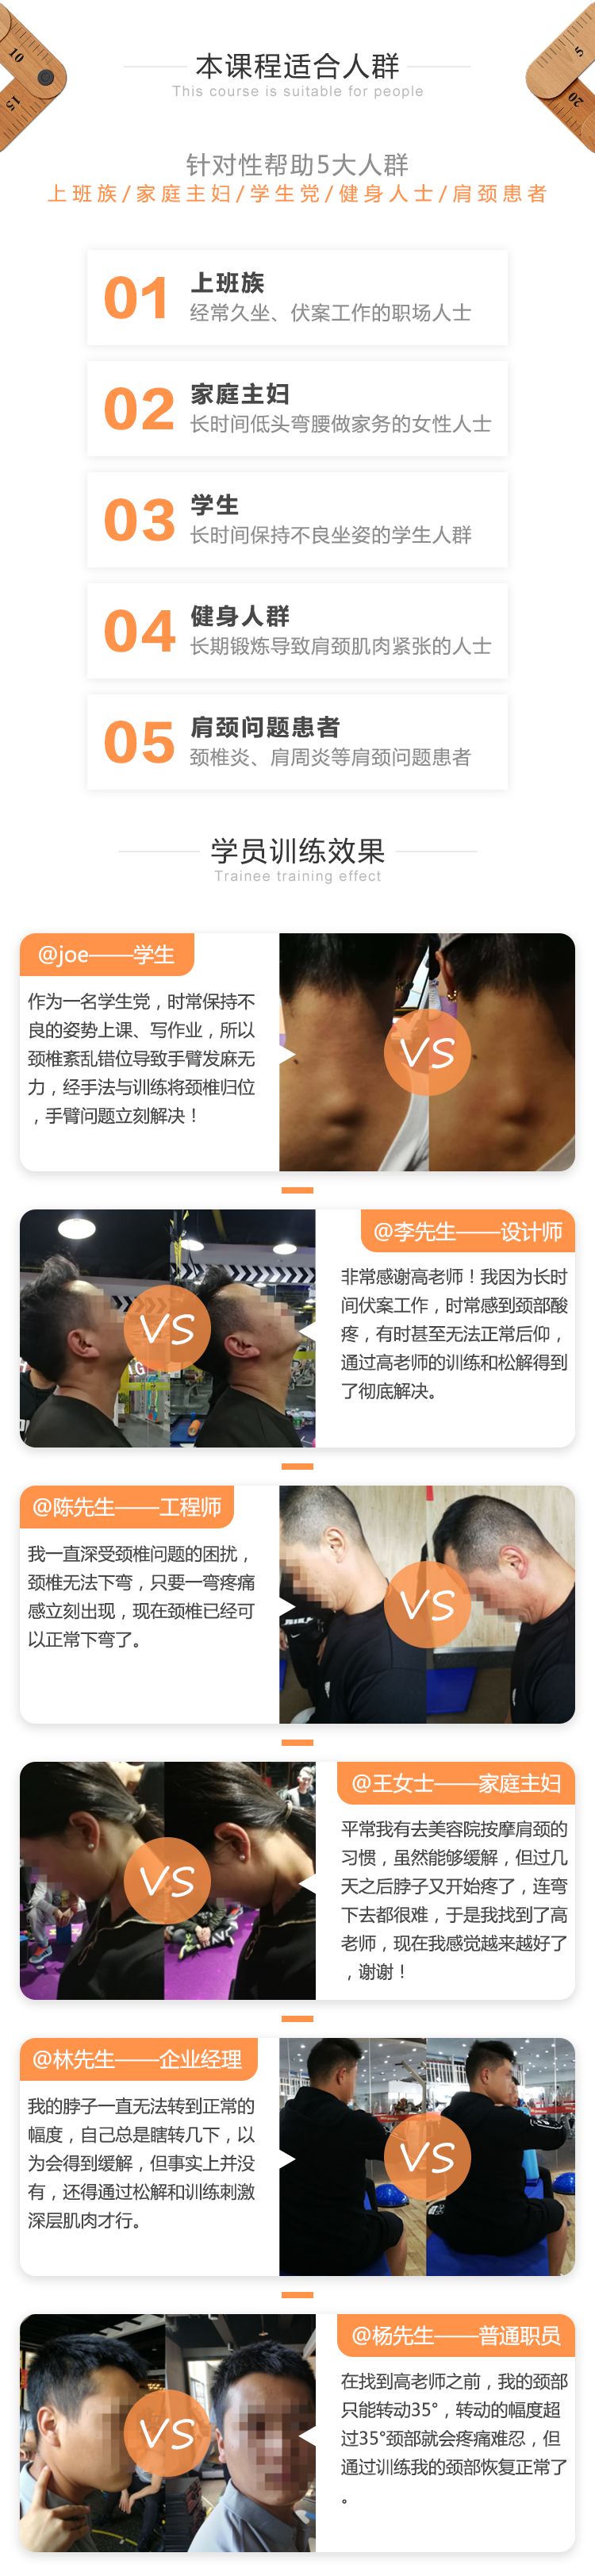 10
15
5
20
本课程适合人群
This course is suitable for people
针对性帮助5大人群
上班族/家庭主妇/学生党/健身人士/肩颈患者
01
上班族
经常久坐、伏案工作的职场人士
02
家庭主妇
长时间低头弯腰做家务的女性人士
03
学生
长时间保持不良坐姿的学生人群
04
健身人群
长期锻炼导致肩颈肌肉紧张的人士
05
肩颈问题患者
颈椎炎、肩周炎等肩颈问题患者
学员训练效果
Trainee training effect
@joe——学生
作为一名学生党，时常保持不
良的姿势上课、写作业，所以
颈椎紊乱错位导致手臂发麻无
力，经手法与训练将颈椎归位
，手臂问题立刻解决！
VS
@李先生——设计师
非常感谢高老师！我因为长时
间伏案工作，时常感到颈部酸
疼，有时甚至无法正常后仰，
通过高老师的训练和松解得到
了彻底解决。
VS
@陈先生——工程师
我一直深受颈椎问题的困扰，
颈椎无法下弯，只要一弯疼痛
感立刻出现，现在颈椎已经可
以正常下弯了。
VS
@王女士——家庭主妇
平常我有去美容院按摩肩颈的
习惯，虽然能够缓解，但过几
天之后脖子又开始疼了，连弯
下去都很难，于是我找到了高
老师，现在我感觉越来越好了
，谢谢！
VS
@林先生——企业经理
我的脖子一直无法转到正常的
幅度，自己总是瞎转几下，以
为会得到缓解，但事实上并没
有，还得通过松解和训练刺激
深层肌肉才行。
VS
@杨先生——普通职员
在找到高老师之前，我的颈部
只能转动35°，转动的幅度超
过35°颈部就会疼痛难忍，但
通过训练我的颈部恢复正常了
。
VS